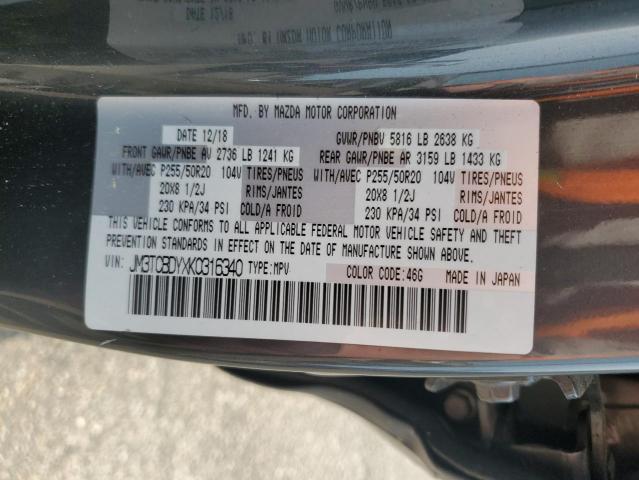 MFD. BY MAZDA MOTOR CORPORATION
DATE 12/18 GVWR/PNBV 5816 LB 2638 KG
FRONT GAWR/PNBE AV 2736 LB 1241 KG REAR GAWR/PNBE AR 3159 LB 1433 KG
WITH/AVEC P255/50R20 104V TIRES/PNEUS WITH/AVEC P255/50R20 104V TIRES/PNEUS
20X8 1/2J RIMS/JANTES 20X8 1/2J RIMS/JANTES
230 KPA/34 PSI COLD/A FROID 230 KPA/34 PSI COLD/A FROID
THIS VEHICLE CONFORMS TO ALL APPLICABLE FEDERAL MOTOR VEHICLE SAFETY AND THEFT
PREVENTION STANDARDS IN EFFECT ON THE DATE OF MANUFACTURE SHOWN ABOVE.
VIN: JM3TCBDYXK0316340 TYPE:MPV COLOR CODE:46G MADE IN JAPAN